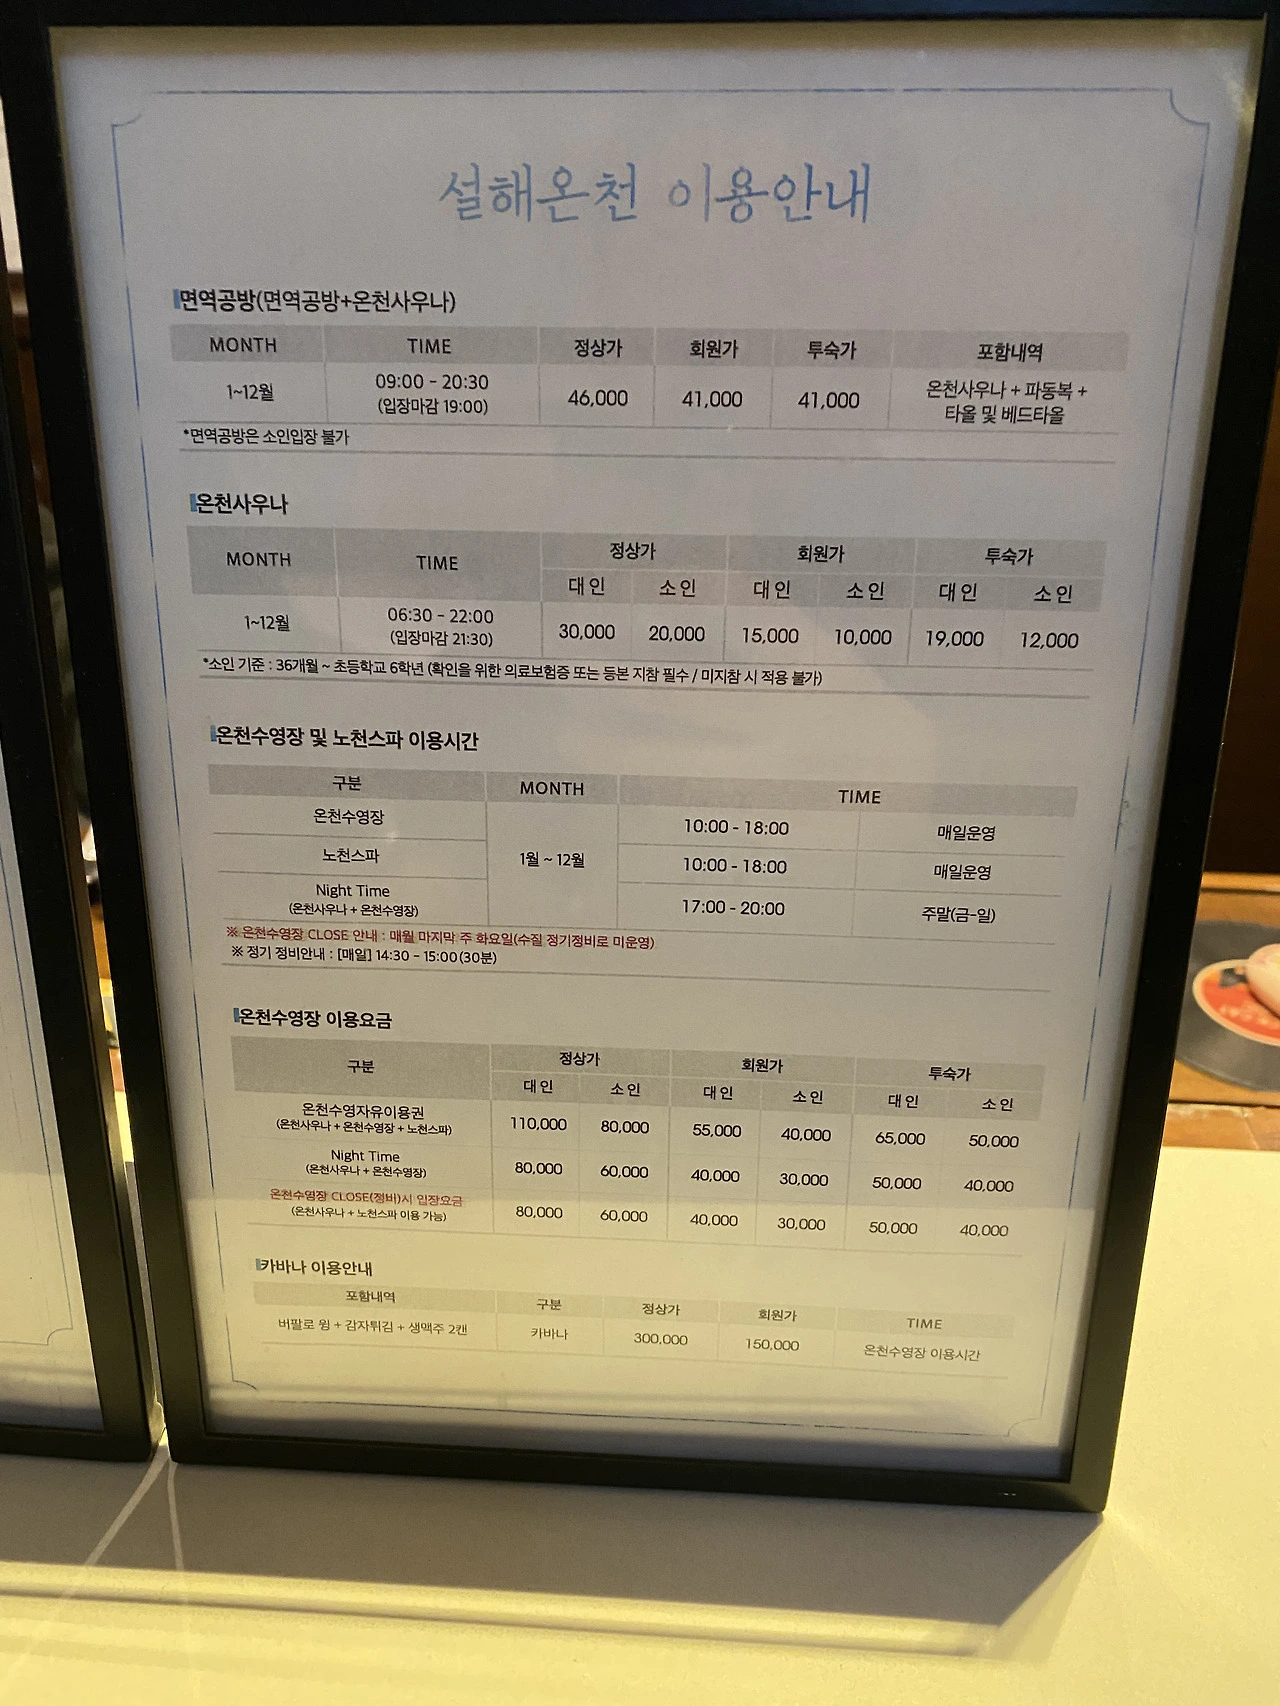 설해온천 이용안내
면역공방(면역공방+온천사우나)
MONTH TIME 정상가 회원가 투숙가 포함내역
1~12월 09:00 - 20:30 (입장마감 19:00) 46,000 41,000 41,000 온천사우나 + 파동복 + 타올 및 베드타올
*면역공방은 소인입장 불가
온천사우나
MONTH TIME 정상가 회원가 투숙가
대인 소인 대인 소인 대인 소인
1~12월 06:30 - 22:00 (입장마감 21:30) 30,000 20,000 15,000 10,000 19,000 12,000
*소인 기준 : 36개월 ~ 초등학교 6학년 (확인을 위한 의료보험증 또는 등본 지참 필수 / 미지참 시 적용 불가)
온천수영장 및 노천스파 이용시간
구분 MONTH TIME
온천수영장 10:00 - 18:00 매일운영
노천스파 1월 ~ 12월 10:00 - 18:00 매일운영
Night Time (온천사우나 + 온천수영장) 17:00 - 20:00 주말(금-일)
※ 온천수영장 CLOSE 안내 : 매월 마지막 주 화요일(수질 정기정비로 미운영)
※ 정기 정비안내 : [매일] 14:30 - 15:00(30분)
온천수영장 이용요금
구분 정상가 회원가 투숙가
대인 소인 대인 소인 대인 소인
온천수영자유이용권 (온천사우나 + 온천수영장 + 노천스파) 110,000 80,000 55,000 40,000 65,000 50,000
Night Time (온천사우나 + 온천수영장) 80,000 60,000 40,000 30,000 50,000 40,000
온천수영장 CLOSE(정비)시 입장요금 (온천사우나 + 노천스파 이용 가능) 80,000 60,000 40,000 30,000 50,000 40,000
카바나 이용안내
포함내역 구분 정상가 회원가 TIME
버팔로 윙 + 감자튀김 + 생맥주 2캔 카바나 300,000 150,000 온천수영장 이용시간